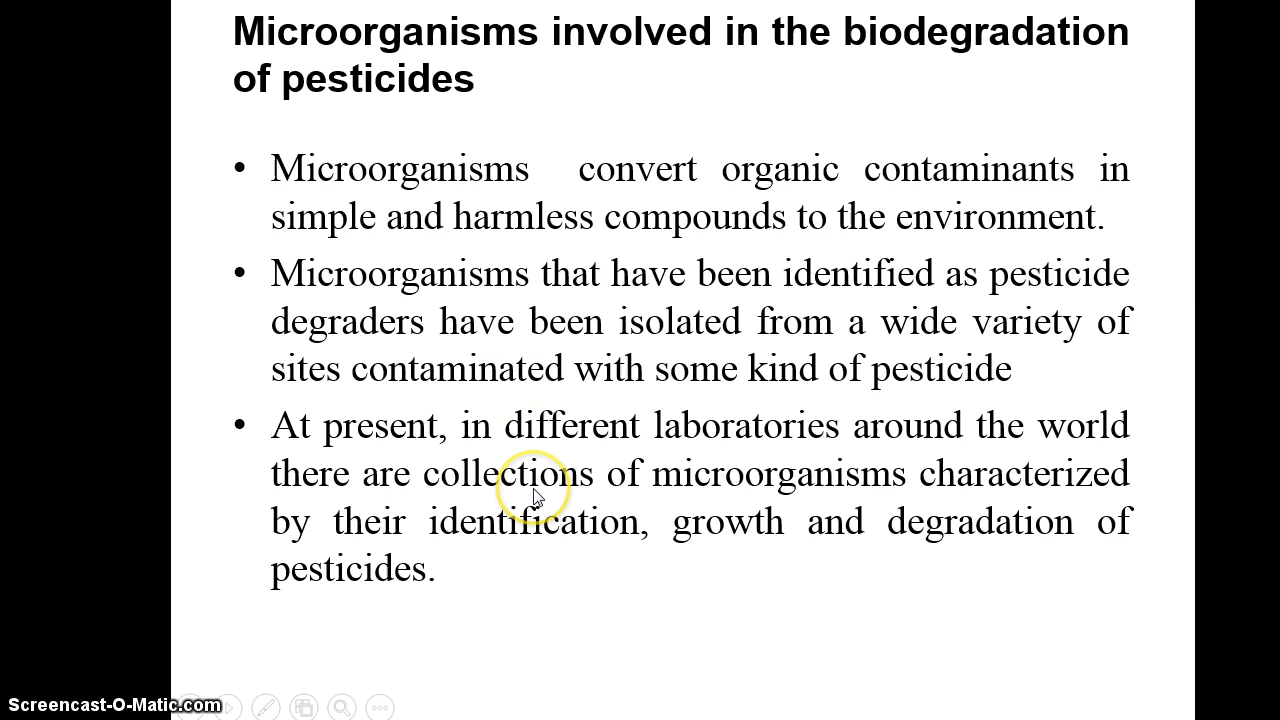 Microorganisms involved in the biodegradation
of pesticides
• Microorganisms convert organic contaminants in
simple and harmless compounds to the environment.
• Microorganisms that have been identified as pesticide
degraders have been isolated from a wide variety of
sites contaminated with some kind of pesticide
• At present, in different laboratories around the world
there are collections of microorganisms characterized
by their identification, growth and degradation of
pesticides.
Screencast-O-Matic.com